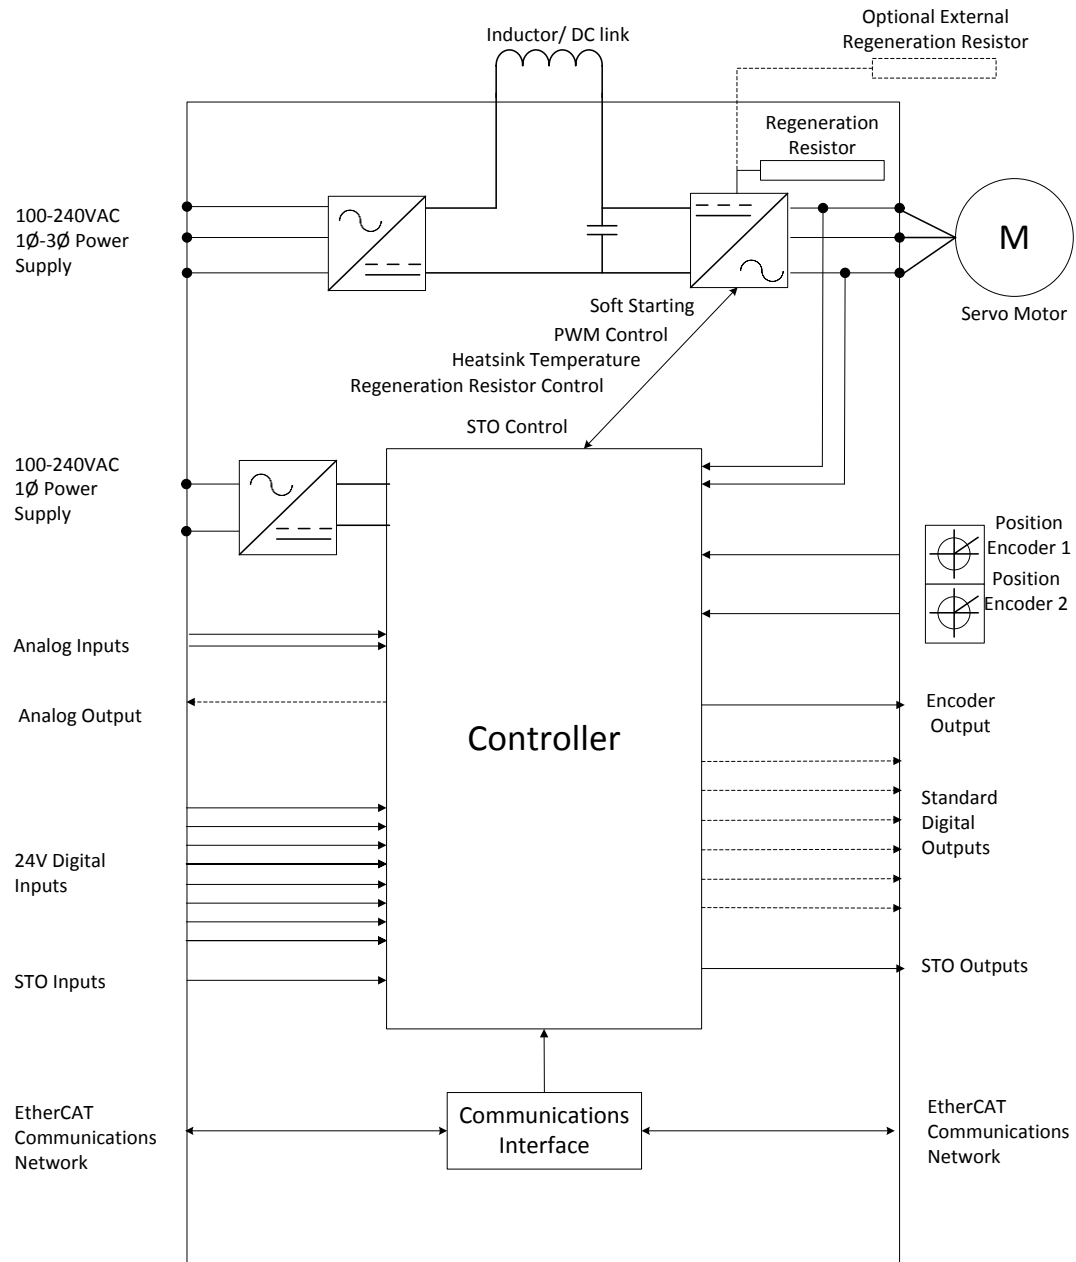 Optional External
Regeneration Resistor
Inductor/ DC link
Regeneration
Resistor
100-240VAC
1Ø-3Ø Power
Supply
M
Servo Motor
Soft Starting
PWM Control
Heatsink Temperature
Regeneration Resistor Control
STO Control
100-240VAC
1Ø Power
Supply
Position
Encoder 1
Position
Encoder 2
Analog Inputs
Analog Output
Controller
Encoder
Output
Standard
Digital
Outputs
24V Digital
Inputs
STO Inputs
STO Outputs
EtherCAT
Communications
Network
Communications
Interface
EtherCAT
Communications
Network